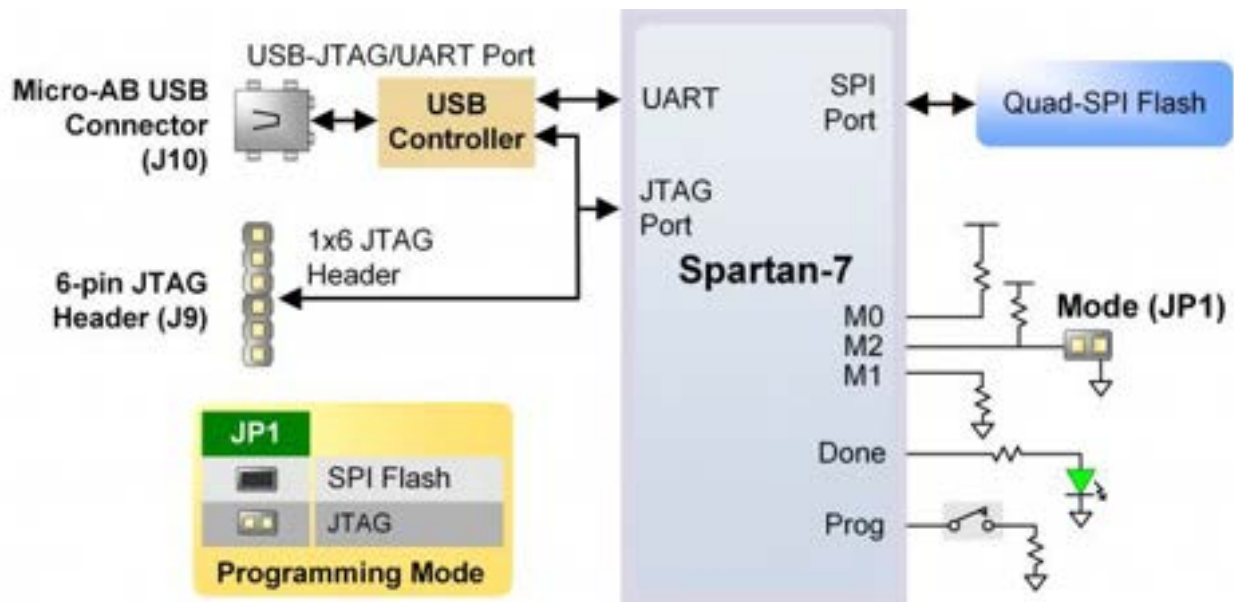 USB-JTAG/UART Port
Micro-AB USB
Connector
(J10)
USB
Controller
UART
SPI
Port
Quad-SPI Flash
JTAG
Port
1x6 JTAG
Header
6-pin JTAG
Header (J9)
Spartan-7
M0
M2
M1
Mode (JP1)
Done
Prog
JP1
SPI Flash
JTAG
Programming Mode